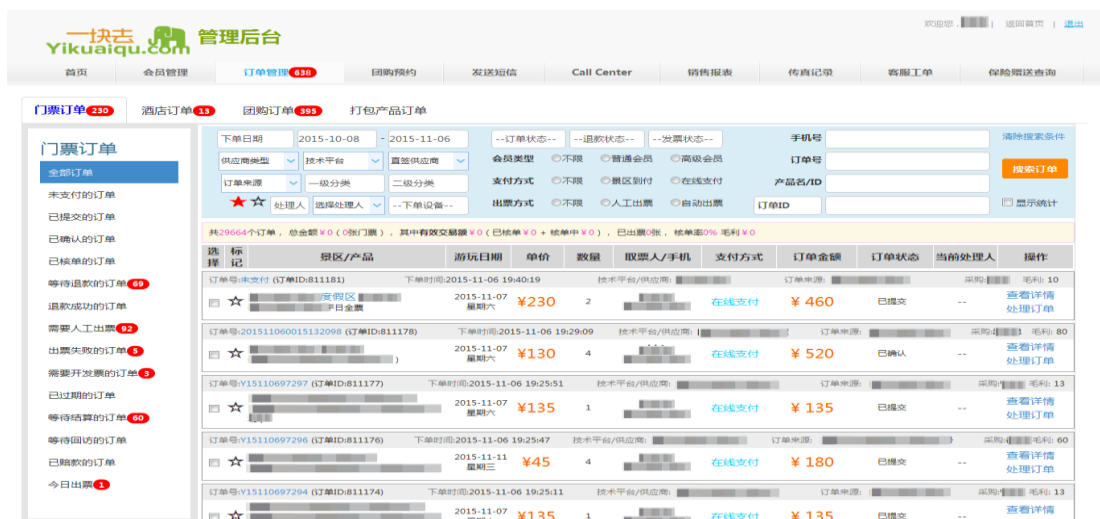 一块去 管理后台
Yikuaiqu.com
欢迎您, | 返回首页 | 退出
首页 会员管理 订单管理 638 团购预约 发送短信 Call Center 销售报表 传真记录 客服工单 保险赠送查询
门票订单 230 酒店订单 13 团购订单 395 打包产品订单
门票订单
全部订单
未支付的订单
已提交的订单
已确认的订单
已核单的订单
等待退款的订单 69
退款成功的订单
需要人工出票 92
出票失败的订单 5
需要开发票的订单 3
已过期的订单
等待结算的订单 60
等待回访的订单
已赔款的订单
今日出票 1
下单日期 2015-10-08 - 2015-11-06 --订单状态-- --退款状态-- --发票状态-- 手机号 清除搜索条件
供应商类型 技术平台 直签供应商 会员类型 不限 普通会员 高级会员 订单号 搜索订单
订单来源 一级分类 二级分类 支付方式 不限 景区到付 在线支付 产品名/ID
★ ☆ 处理人 选择处理人 --下单设备-- 出票方式 不限 人工出票 自动出票 订单ID 显示统计
共29664个订单, 总金额¥0(0张门票), 其中有效交易额¥0(已核单¥0 + 核单中¥0), 已出票0张, 核单率0% 毛利¥0
选择 标记 景区/产品 游玩日期 单价 数量 取票人/手机 支付方式 订单金额 订单状态 当前处理人 操作
订单号:未支付 (订单ID:811181) 下单时间:2015-11-06 19:40:19 技术平台/供应商: 订单来源: 采购: 毛利: 10
☆ 度假区 平日全票 2015-11-07 星期六 ¥230 2 在线支付 ¥ 460 已提交 -- 查看详情 处理订单
订单号:201511060015132098 (订单ID:811178) 下单时间:2015-11-06 19:29:09 技术平台/供应商: 订单来源: 采购: 毛利: 80
☆ ) 2015-11-07 星期六 ¥130 4 在线支付 ¥ 520 已确认 -- 查看详情 处理订单
订单号:Y15110697297 (订单ID:811177) 下单时间:2015-11-06 19:25:51 技术平台/供应商: 订单来源: 采购: 毛利: 13
☆ 2015-11-07 星期六 ¥135 1 在线支付 ¥ 135 已提交 -- 查看详情 处理订单
订单号:Y15110697296 (订单ID:811176) 下单时间:2015-11-06 19:25:47 技术平台/供应商: 订单来源: 采购: 毛利: 60
☆ 2015-11-11 星期三 ¥45 4 在线支付 ¥ 180 已提交 -- 查看详情 处理订单
订单号:Y15110697294 (订单ID:811174) 下单时间:2015-11-06 19:25:11 技术平台/供应商: 订单来源: 采购: 毛利: 13
☆ 2015-11-07 ¥135 1 在线支付 ¥ 135 已提交 -- 查看详情